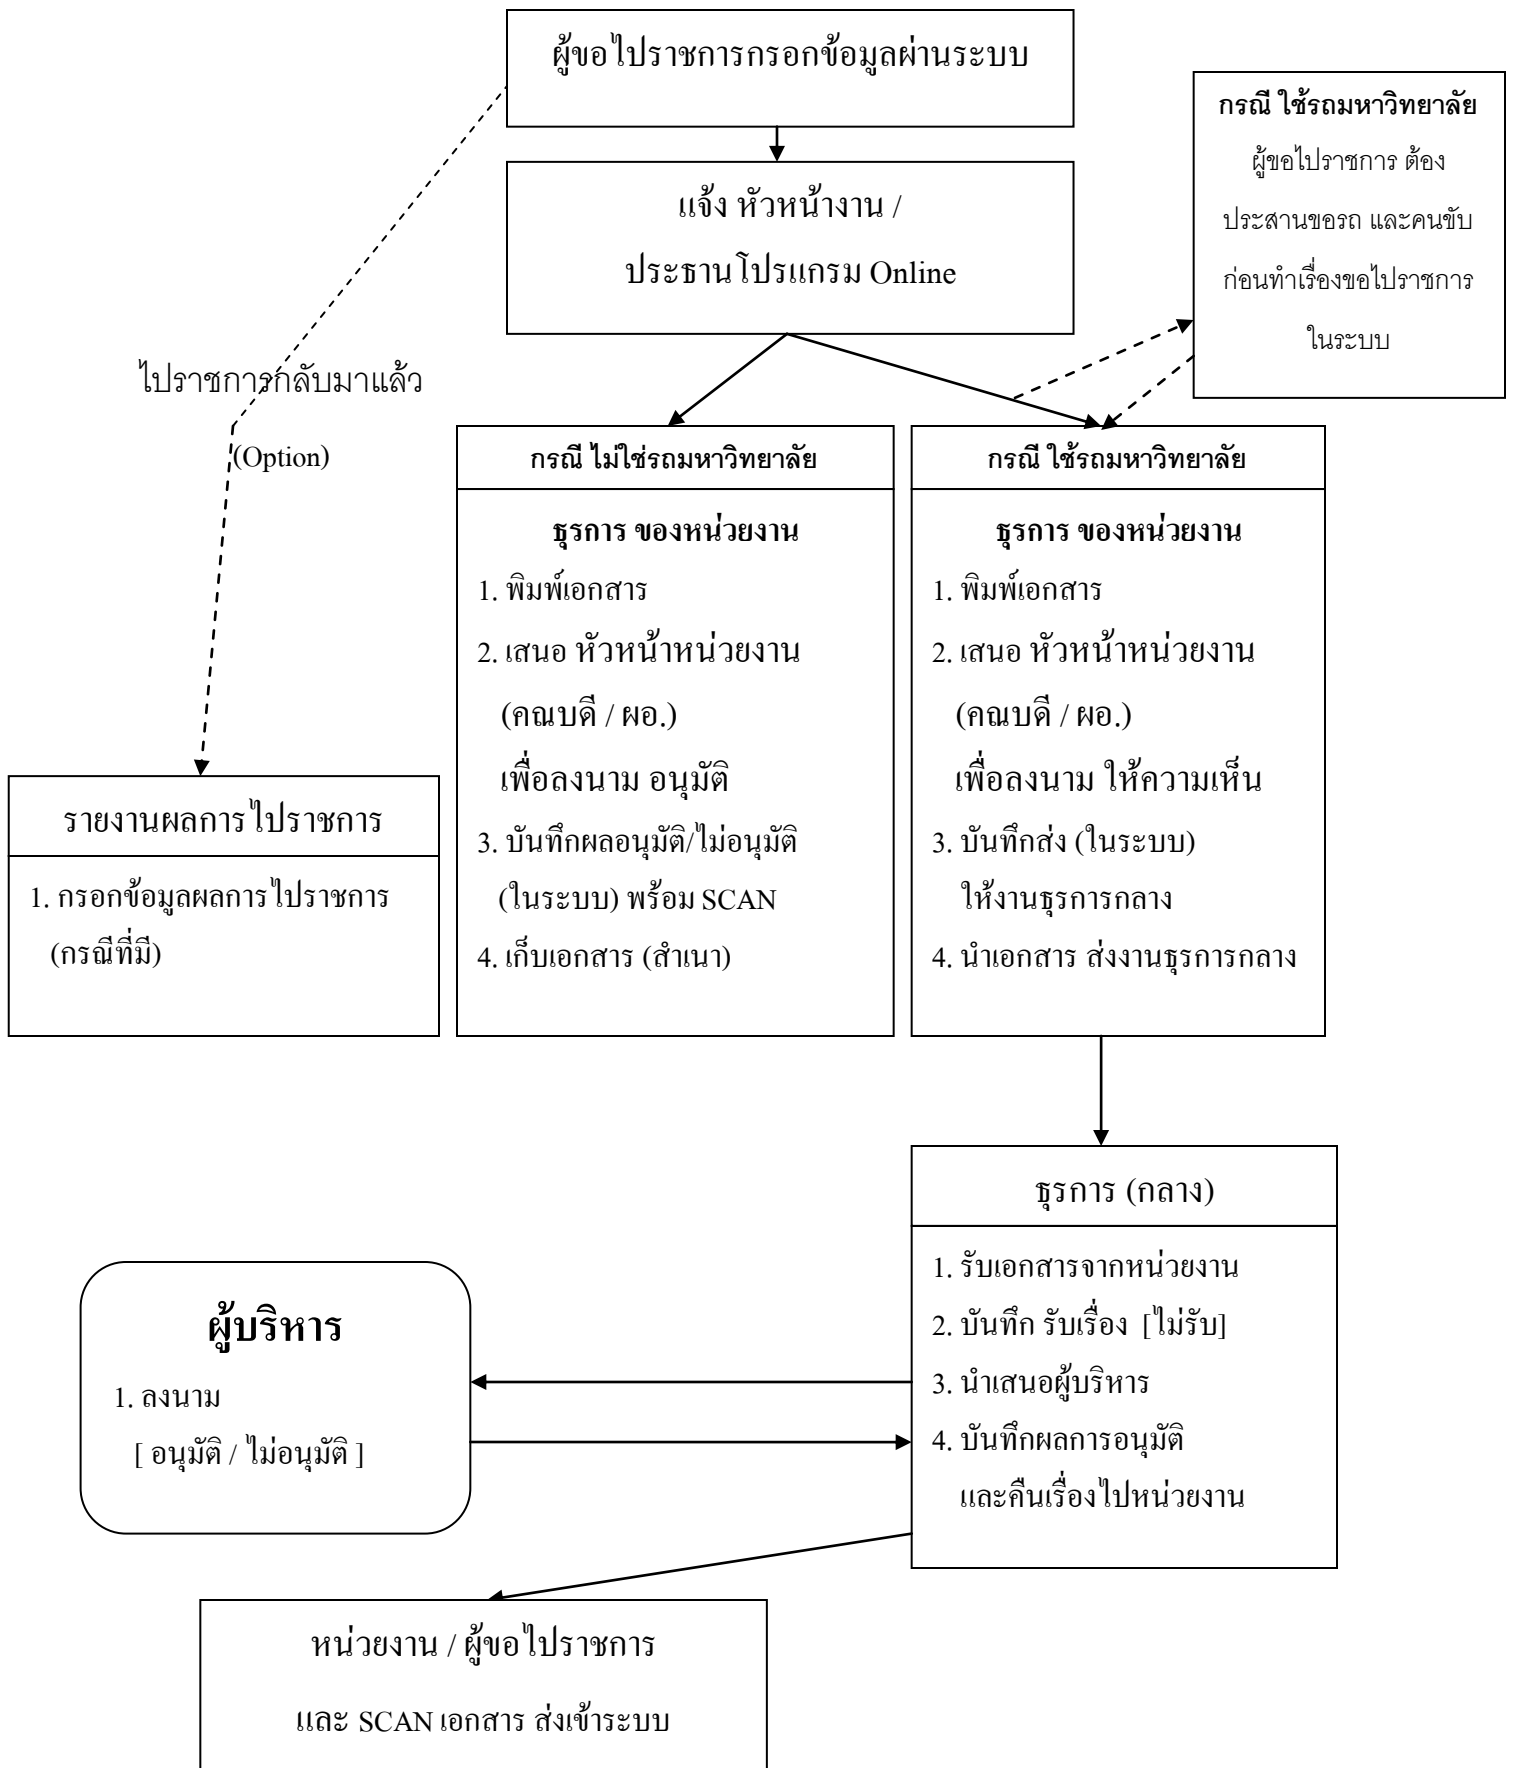 ผู้ขอไปราชการกรอกข้อมูลผ่านระบบ
กรณี ใช้รถมหาวิทยาลัย
ผู้ขอไปราชการ ต้อง
ประสานขอรถ และคนขับ
ก่อนทำเรื่องขอไปราชการ
ในระบบ
แจ้ง หัวหน้างาน /
ประธานโปรแกรม Online
ไปราชการกลับมาแล้ว
(Option)
กรณี ไม่ใช่รถมหาวิทยาลัย
ธุรการ ของหน่วยงาน
1. พิมพ์เอกสาร
2. เสนอ หัวหน้าหน่วยงาน
(คณบดี / ผอ.)
เพื่อลงนาม อนุมัติ
3. บันทึกผลอนุมัติ/ไม่อนุมัติ
(ในระบบ) พร้อม SCAN
4. เก็บเอกสาร (สำเนา)
กรณี ใช้รถมหาวิทยาลัย
ธุรการ ของหน่วยงาน
1. พิมพ์เอกสาร
2. เสนอ หัวหน้าหน่วยงาน
(คณบดี / ผอ.)
เพื่อลงนาม ให้ความเห็น
3. บันทึกส่ง (ในระบบ)
ให้งานธุรการกลาง
4. นำเอกสาร ส่งงานธุรการกลาง
รายงานผลการไปราชการ
1. กรอกข้อมูลผลการไปราชการ
(กรณีที่มี)
ธุรการ (กลาง)
1. รับเอกสารจากหน่วยงาน
2. บันทึก รับเรื่อง [ไม่รับ]
3. นำเสนอผู้บริหาร
4. บันทึกผลการอนุมัติ
และคืนเรื่องไปหน่วยงาน
ผู้บริหาร
1. ลงนาม
[ อนุมัติ / ไม่อนุมัติ ]
หน่วยงาน / ผู้ขอไปราชการ
และ SCAN เอกสาร ส่งเข้าระบบ